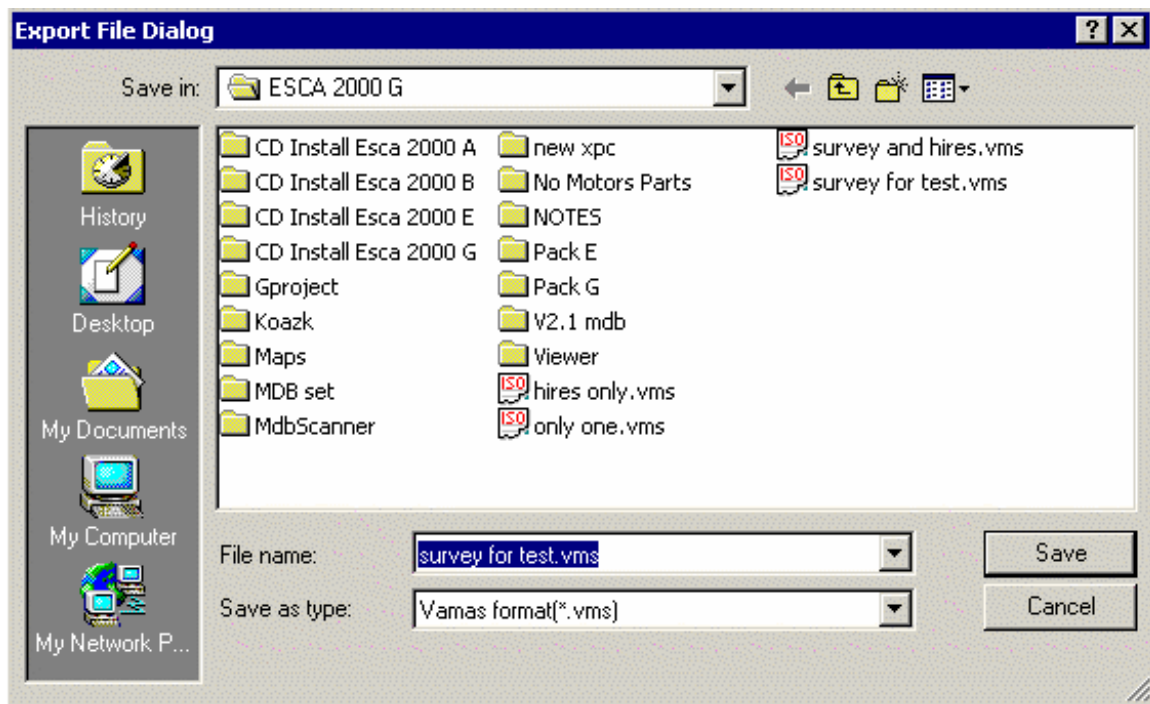 Export File Dialog
Save in: ESCA 2000 G
History
Desktop
My Documents
My Computer
My Network P...
CD Install Esca 2000 A
CD Install Esca 2000 B
CD Install Esca 2000 E
CD Install Esca 2000 G
Gproject
Koazk
Maps
MDB set
MdbScanner
new xpc
No Motors Parts
NOTES
Pack E
Pack G
V2.1 mdb
Viewer
ISO hires only.vms
ISO only one.vms
ISO survey and hires.vms
ISO survey for test.vms
File name: survey for test.vms
Save
Save as type: Vamas format(*.vms)
Cancel